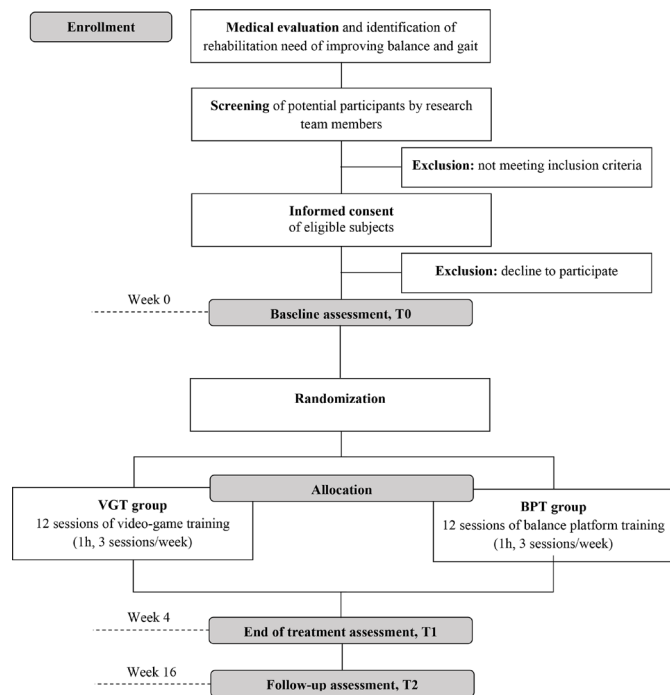 Enrollment
Medical evaluation and identification of
rehabilitation need of improving balance and gait
Screening of potential participants by research
team members
Exclusion: not meeting inclusion criteria
Informed consent
of eligible subjects
Exclusion: decline to participate
Week 0
Baseline assessment, T0
Randomization
Allocation
VGT group
12 sessions of video-game training
(1h, 3 sessions/week)
BPT group
12 sessions of balance platform training
(1h, 3 sessions/week)
Week 4
End of treatment assessment, T1
Week 16
Follow-up assessment, T2